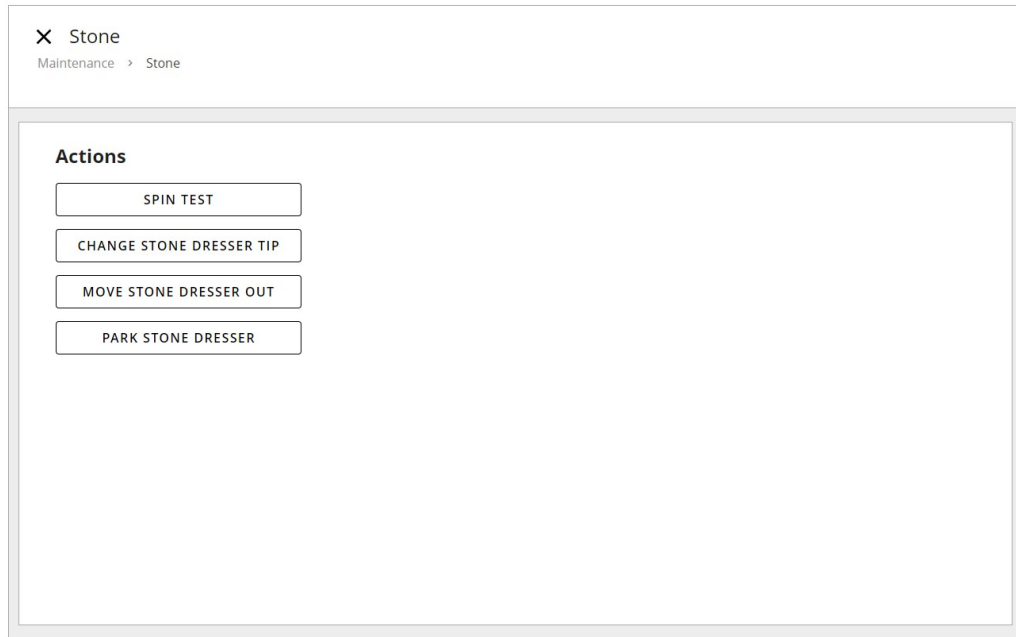 Stone
Maintenance > Stone
Actions
SPIN TEST
CHANGE STONE DRESSER TIP
MOVE STONE DRESSER OUT
PARK STONE DRESSER